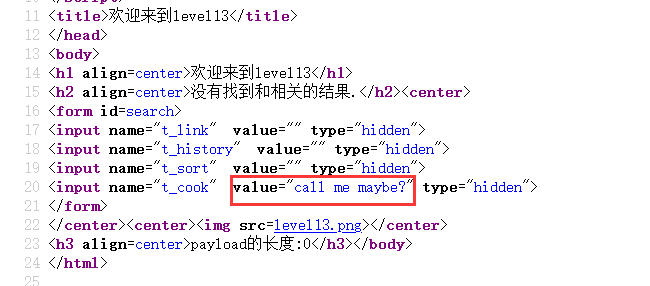 11 <title>欢迎来到level13</title>
12 </head>
13 <body>
14 <h1 align=center>欢迎来到level13</h1>
15 <h2 align=center>没有找到和相关的结果.</h2><center>
16 <form id=search>
17 <input name="t_link"  value="" type="hidden">
18 <input name="t_history"  value="" type="hidden">
19 <input name="t_sort"  value="" type="hidden">
20 <input name="t_cook"  value="call me maybe?" type="hidden">
21 </form>
22 </center><center><img src=level13.png></center>
23 <h3 align=center>payload的长度:0</h3></body>
24 </html>
25